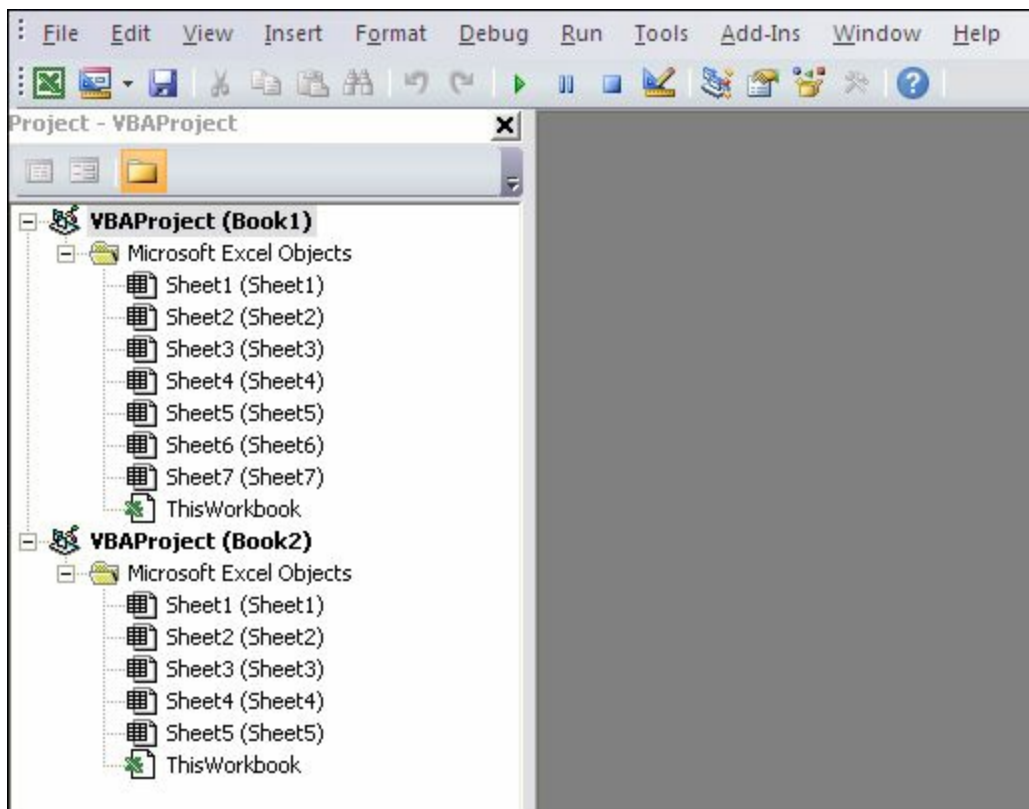 File Edit View Insert Format Debug Run Tools Add-Ins Window Help
Project - VBAProject
VBAProject (Book1)
Microsoft Excel Objects
Sheet1 (Sheet1)
Sheet2 (Sheet2)
Sheet3 (Sheet3)
Sheet4 (Sheet4)
Sheet5 (Sheet5)
Sheet6 (Sheet6)
Sheet7 (Sheet7)
ThisWorkbook
VBAProject (Book2)
Microsoft Excel Objects
Sheet1 (Sheet1)
Sheet2 (Sheet2)
Sheet3 (Sheet3)
Sheet4 (Sheet4)
Sheet5 (Sheet5)
ThisWorkbook